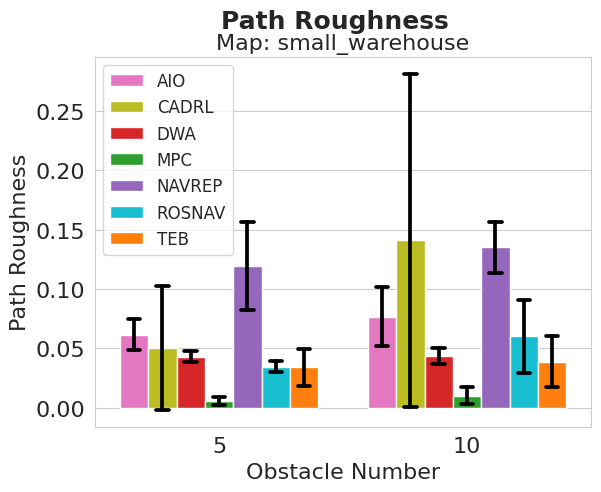 Path Roughness
Map: small_warehouse
Path Roughness
0.25
0.20
0.15
0.10
0.05
0.00
AIO
CADRL
DWA
MPC
NAVREP
ROSNAV
TEB
5
10
Obstacle Number